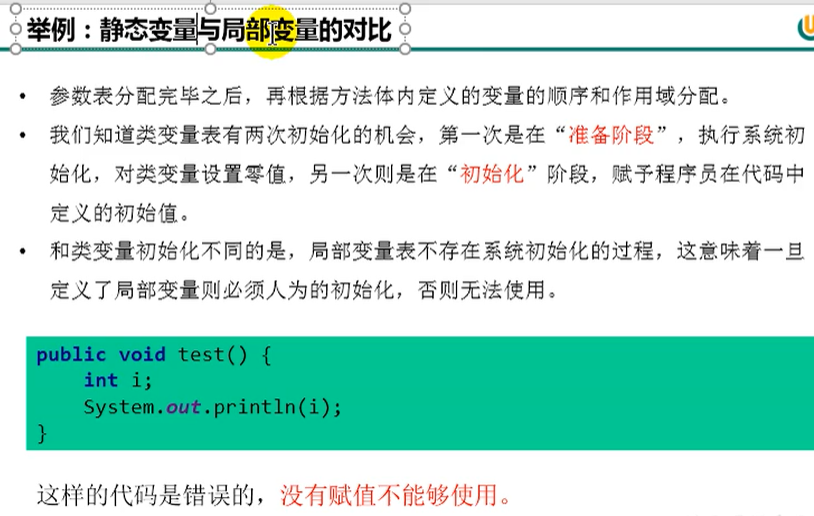 举例：静态变量与局部变量的对比
• 参数表分配完毕之后，再根据方法体内定义的变量的顺序和作用域分配。
• 我们知道类变量表有两次初始化的机会，第一次是在“准备阶段”，执行系统初
始化，对类变量设置零值，另一次则是在“初始化”阶段，赋予程序员在代码中
定义的初始值。
• 和类变量初始化不同的是，局部变量表不存在系统初始化的过程，这意味着一旦
定义了局部变量则必须人为的初始化，否则无法使用。
public void test() {
    int i;
    System.out.println(i);
}
这样的代码是错误的，没有赋值不能够使用。